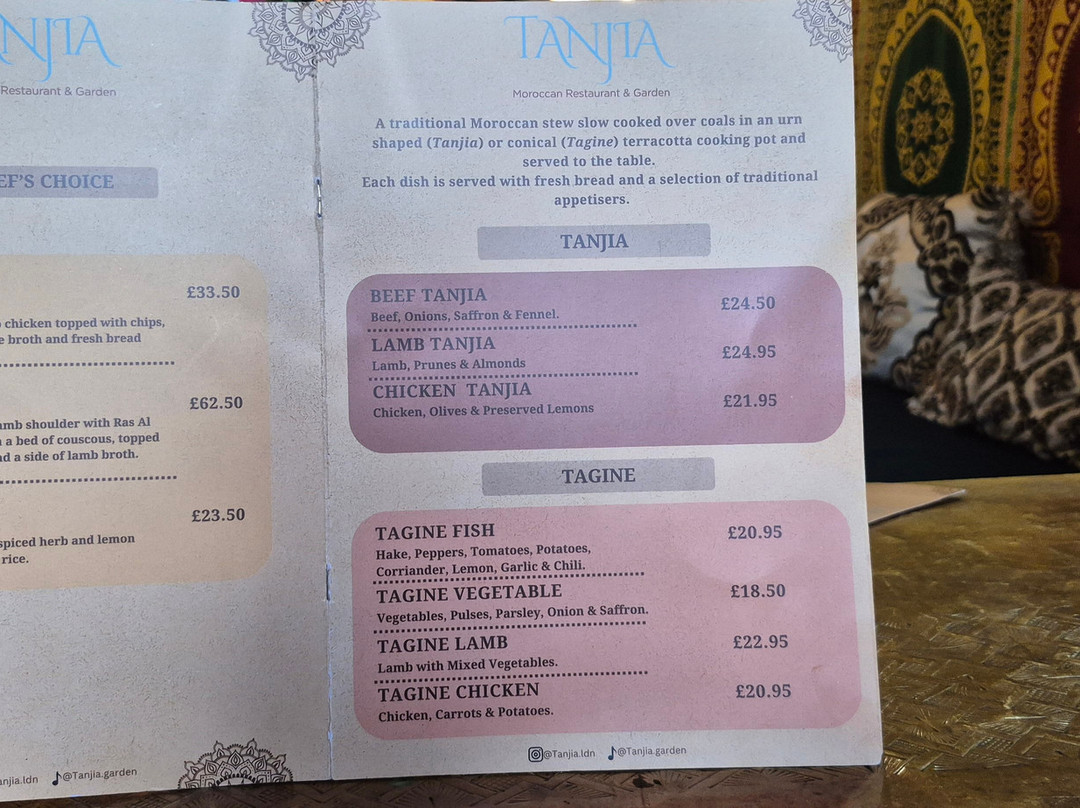 Restaurant & Garden
CHOICE
£33.50
chicken topped with chips,
broth and fresh bread
£62.50
shoulder with Ras Al
a bed of couscous, topped
a side of lamb broth.
£23.50
spiced herb and lemon
rice.
@Tanjia.garden
TANJIA
Moroccan Restaurant & Garden
A traditional Moroccan stew slow cooked over coals in an urn
shaped (Tanjia) or conical (Tagine) terracotta cooking pot and
served to the table.
Each dish is served with fresh bread and a selection of traditional
appetisers.
TANJIA
BEEF TANJIA £24.50
Beef, Onions, Saffron & Fennel.
LAMB TANJIA £24.95
Lamb, Prunes & Almonds
CHICKEN TANJIA £21.95
Chicken, Olives & Preserved Lemons
TAGINE
TAGINE FISH £20.95
Hake, Peppers, Tomatoes, Potatoes,
Corriander, Lemon, Garlic & Chili.
TAGINE VEGETABLE £18.50
Vegetables, Pulses, Parsley, Onion & Saffron.
TAGINE LAMB £22.95
Lamb with Mixed Vegetables.
TAGINE CHICKEN £20.95
Chicken, Carrots & Potatoes.
@Tanjia.ldn @Tanjia.garden